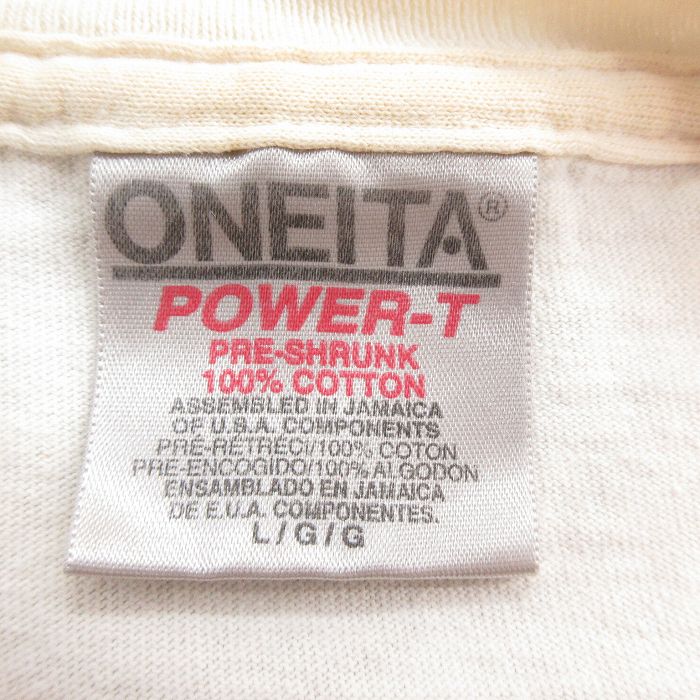 ONEITA®
POWER-T
PRE-SHRUNK
100% COTTON
ASSEMBLED IN JAMAICA
OF U.S.A. COMPONENTS
PRÉ-RÉTRÉCI/100% COTON
PRE-ENCOGIDO/100% ALGODON
ENSAMBLADO EN JAMAICA
DE E.U.A. COMPONENTES.
L/G/G